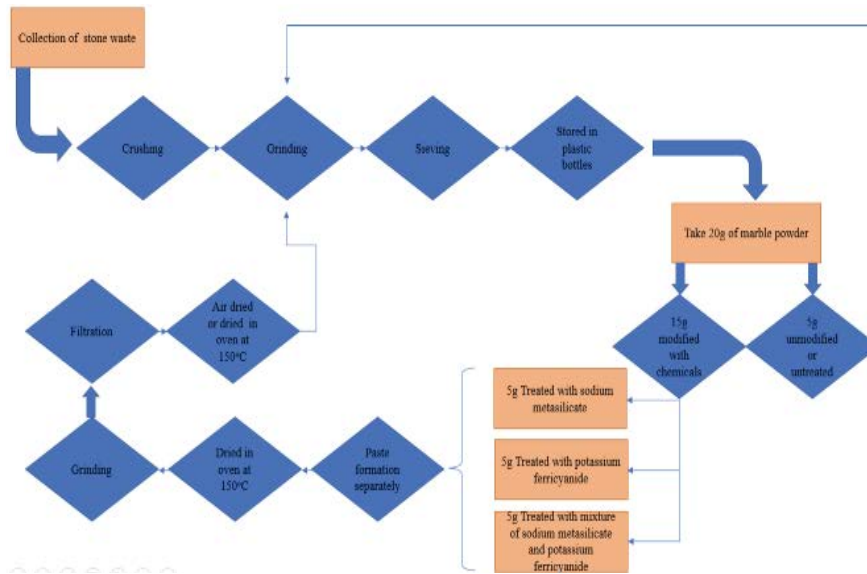 Collection of stone waste
Crushing
Grinding
Sieving
Stored in
plastic
bottles
Take 20g of marble powder
15g
modified
with
chemicals
5g
unmodified
or
untreated
5g Treated with sodium
metasilicate
5g Treated with potassium
ferricyanide
5g Treated with mixture
of sodium metasilicate
and potassium
ferricyanide
Paste
formation
separately
Dried in
oven at
150°C
Grinding
Filtration
Air dried
or dried in
oven at
150°C